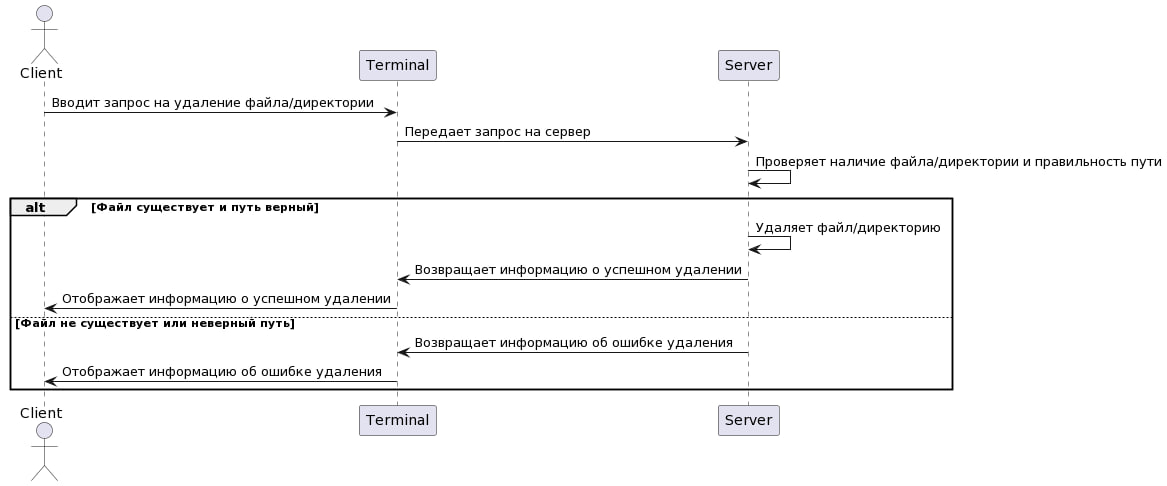 Client
Terminal
Server
Вводит запрос на удаление файла/директории
Передает запрос на сервер
Проверяет наличие файла/директории и правильность пути
alt
[Файл существует и путь верный]
Удаляет файл/директорию
Возвращает информацию о успешном удалении
Отображает информацию о успешном удалении
[Файл не существует или неверный путь]
Возвращает информацию об ошибке удаления
Отображает информацию об ошибке удаления
Client
Terminal
Server